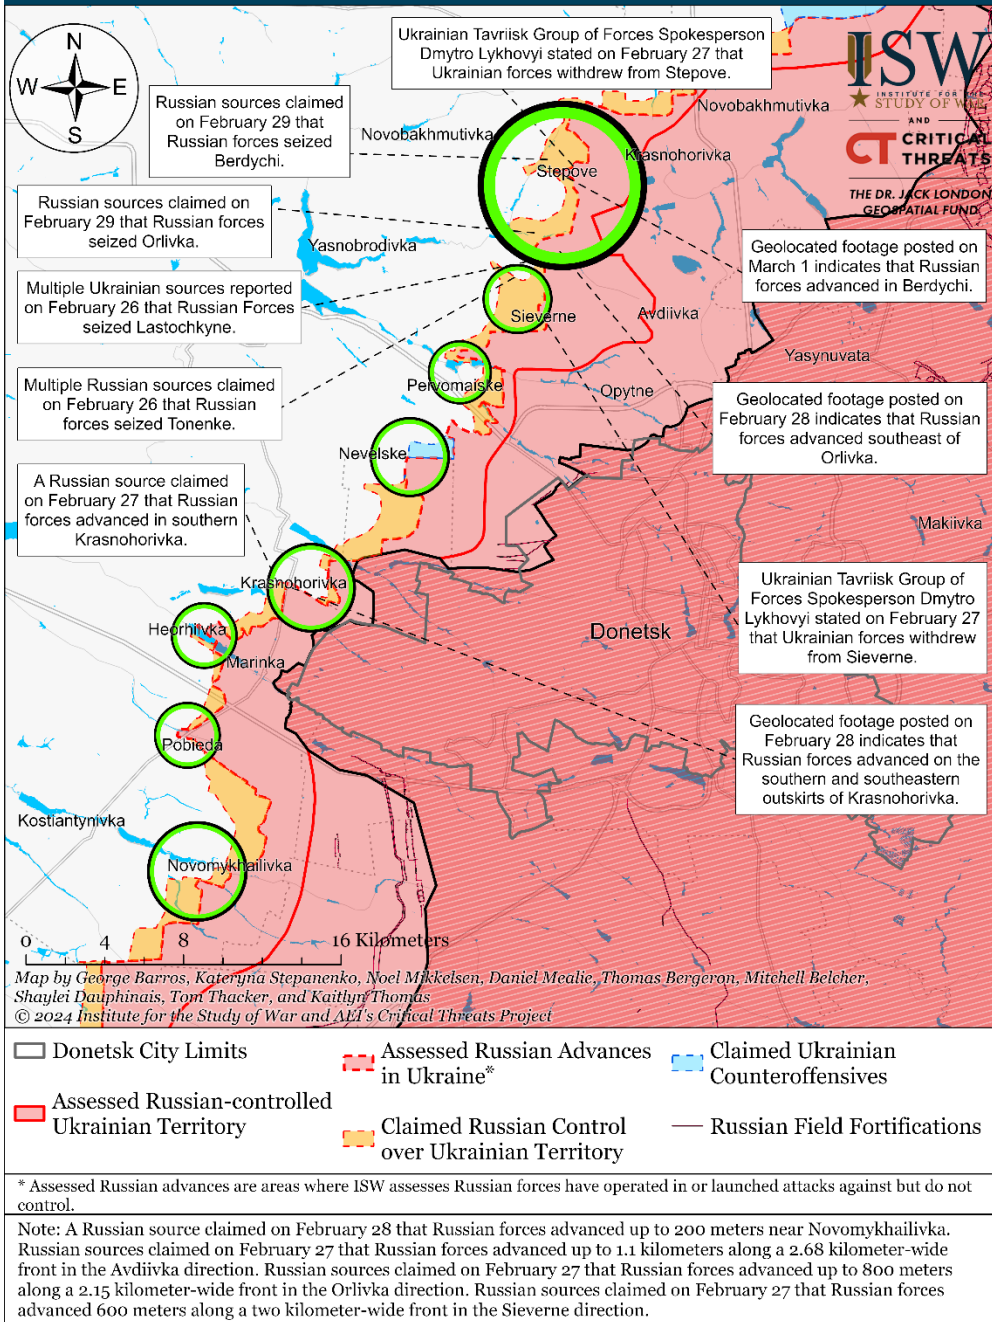 N
W
E
S
Ukrainian Tavriisk Group of Forces Spokesperson
Dmytro Lykhovyi stated on February 27 that
Ukrainian forces withdrew from Stepove.
ISW
INSTITUTE FOR THE
STUDY OF WAR
AND
CT CRITICAL
THREATS
THE DR. JACK LONDON
GEOSPATIAL FUND
Russian sources claimed
on February 29 that
Russian forces seized
Berdychi.
Novobakhmutivka
Novobakhmutivka
Krasnohorivka
Stepove
Russian sources claimed on
February 29 that Russian forces
seized Orlivka.
Yasnobrodivka
Geolocated footage posted on
March 1 indicates that Russian
forces advanced in Berdychi.
Multiple Ukrainian sources reported
on February 26 that Russian Forces
seized Lastochkyne.
Sieverne
Avdiivka
Yasynuvata
Multiple Russian sources claimed
on February 26 that Russian
forces seized Tonenke.
Pervomaiske
Opytne
Geolocated footage posted on
February 28 indicates that Russian
forces advanced southeast of
Orlivka.
Nevelske
A Russian source claimed
on February 27 that Russian
forces advanced in southern
Krasnohorivka.
Makiivka
Krasnohorivka
Ukrainian Tavriisk Group of
Forces Spokesperson Dmytro
Lykhovyi stated on February 27
that Ukrainian forces withdrew
from Sieverne.
Heorhiivka
Donetsk
Marinka
Pobieda
Geolocated footage posted on
February 28 indicates that
Russian forces advanced on the
southern and southeastern
outskirts of Krasnohorivka.
Kostiantynivka
Novomykhailivka
0 4 8 16 Kilometers
Map by George Barros, Kateryna Stepanenko, Noel Mikkelsen, Daniel Mealie, Thomas Bergeron, Mitchell Belcher,
Shaylei Dauphinais, Tom Thacker, and Kaitlyn Thomas
© 2024 Institute for the Study of War and AEI's Critical Threats Project
Donetsk City Limits
Assessed Russian-controlled
Ukrainian Territory
Assessed Russian Advances
in Ukraine*
Claimed Russian Control
over Ukrainian Territory
Claimed Ukrainian
Counteroffensives
Russian Field Fortifications
* Assessed Russian advances are areas where ISW assesses Russian forces have operated in or launched attacks against but do not
control.
Note: A Russian source claimed on February 28 that Russian forces advanced up to 200 meters near Novomykhailivka.
Russian sources claimed on February 27 that Russian forces advanced up to 1.1 kilometers along a 2.68 kilometer-wide
front in the Avdiivka direction. Russian sources claimed on February 27 that Russian forces advanced up to 800 meters
along a 2.15 kilometer-wide front in the Orlivka direction. Russian sources claimed on February 27 that Russian forces
advanced 600 meters along a two kilometer-wide front in the Sieverne direction.